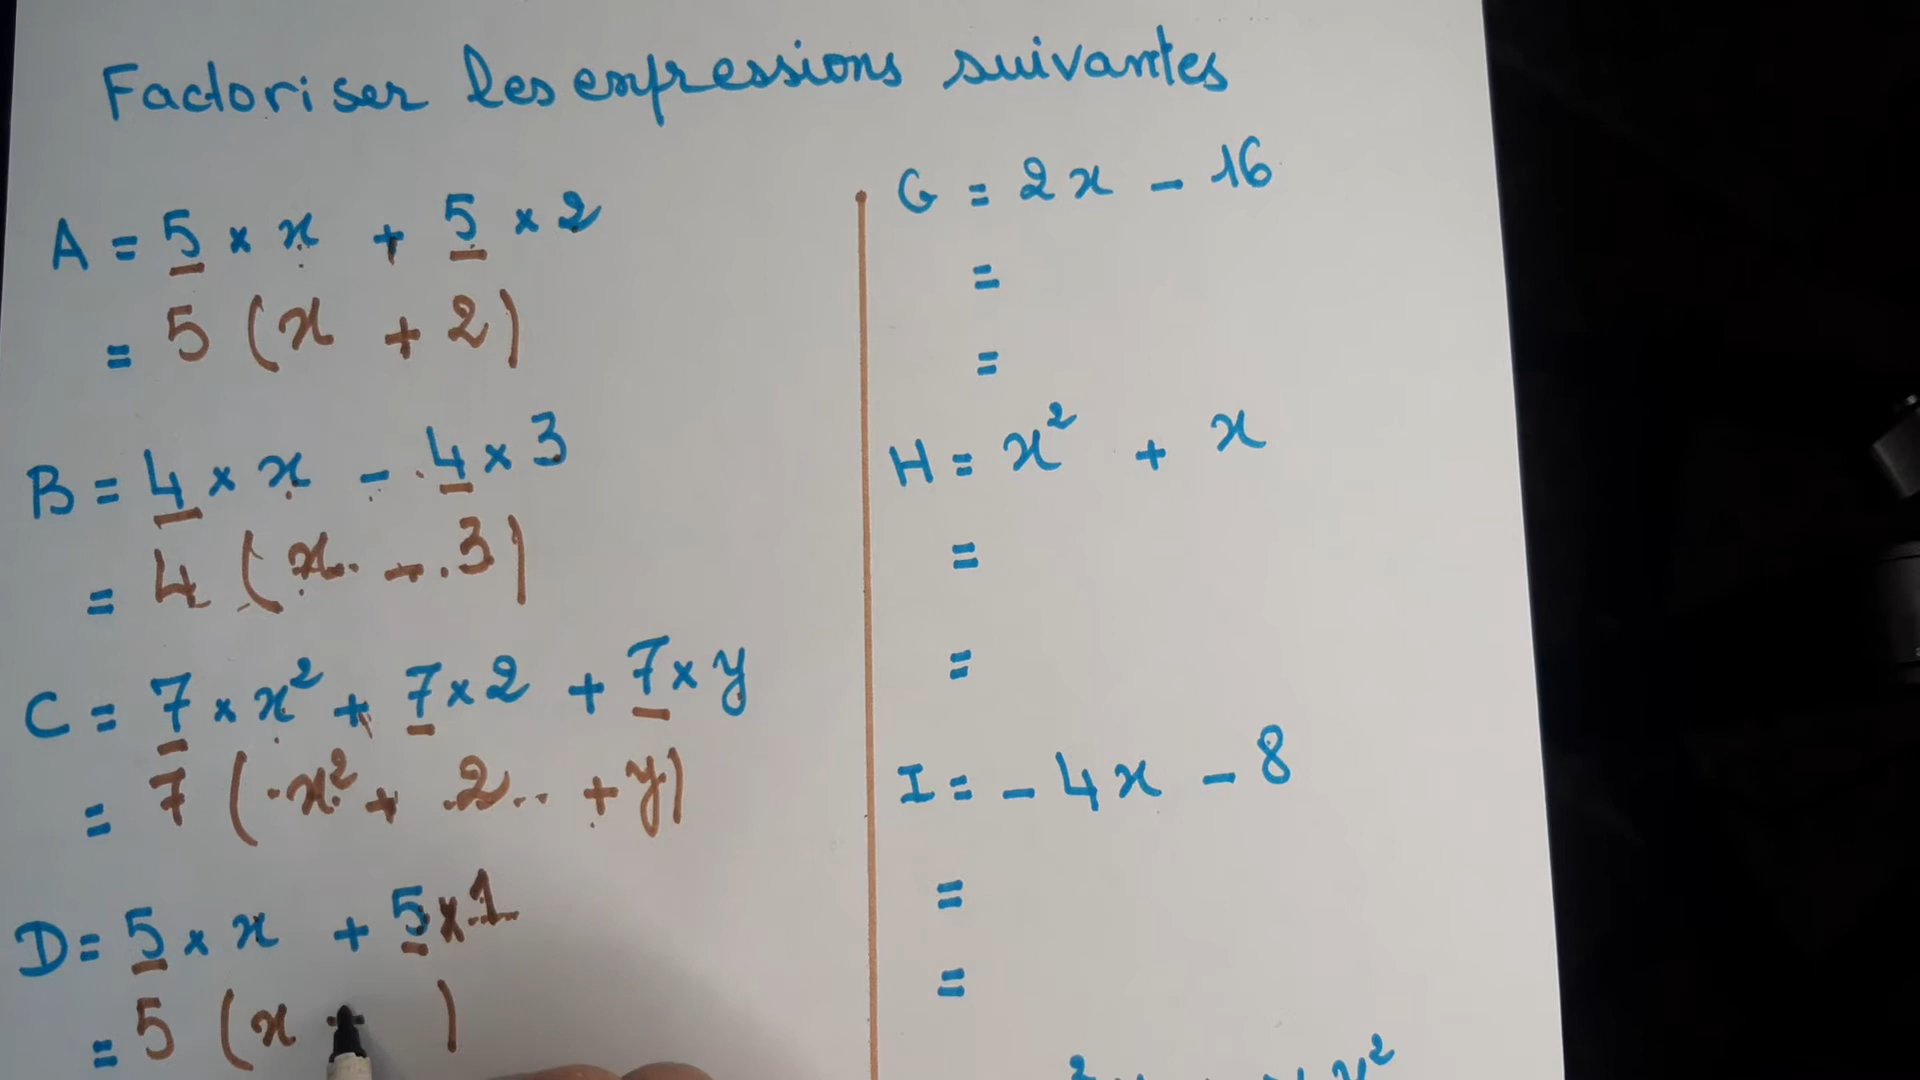 Factoriser les expressions suivantes
A = 5 × x + 5 × 2
= 5 (x + 2)
B = 4 × x - 4 × 3
= 4 (x - 3)
C = 7 × x² + 7 × 2 + 7 × y
= 7 (x² + 2 + y)
D = 5 × x + 5 × 1
= 5 (x + )
G = 2x - 16
=
=
H = x² + x
=
=
I = - 4x - 8
=
=